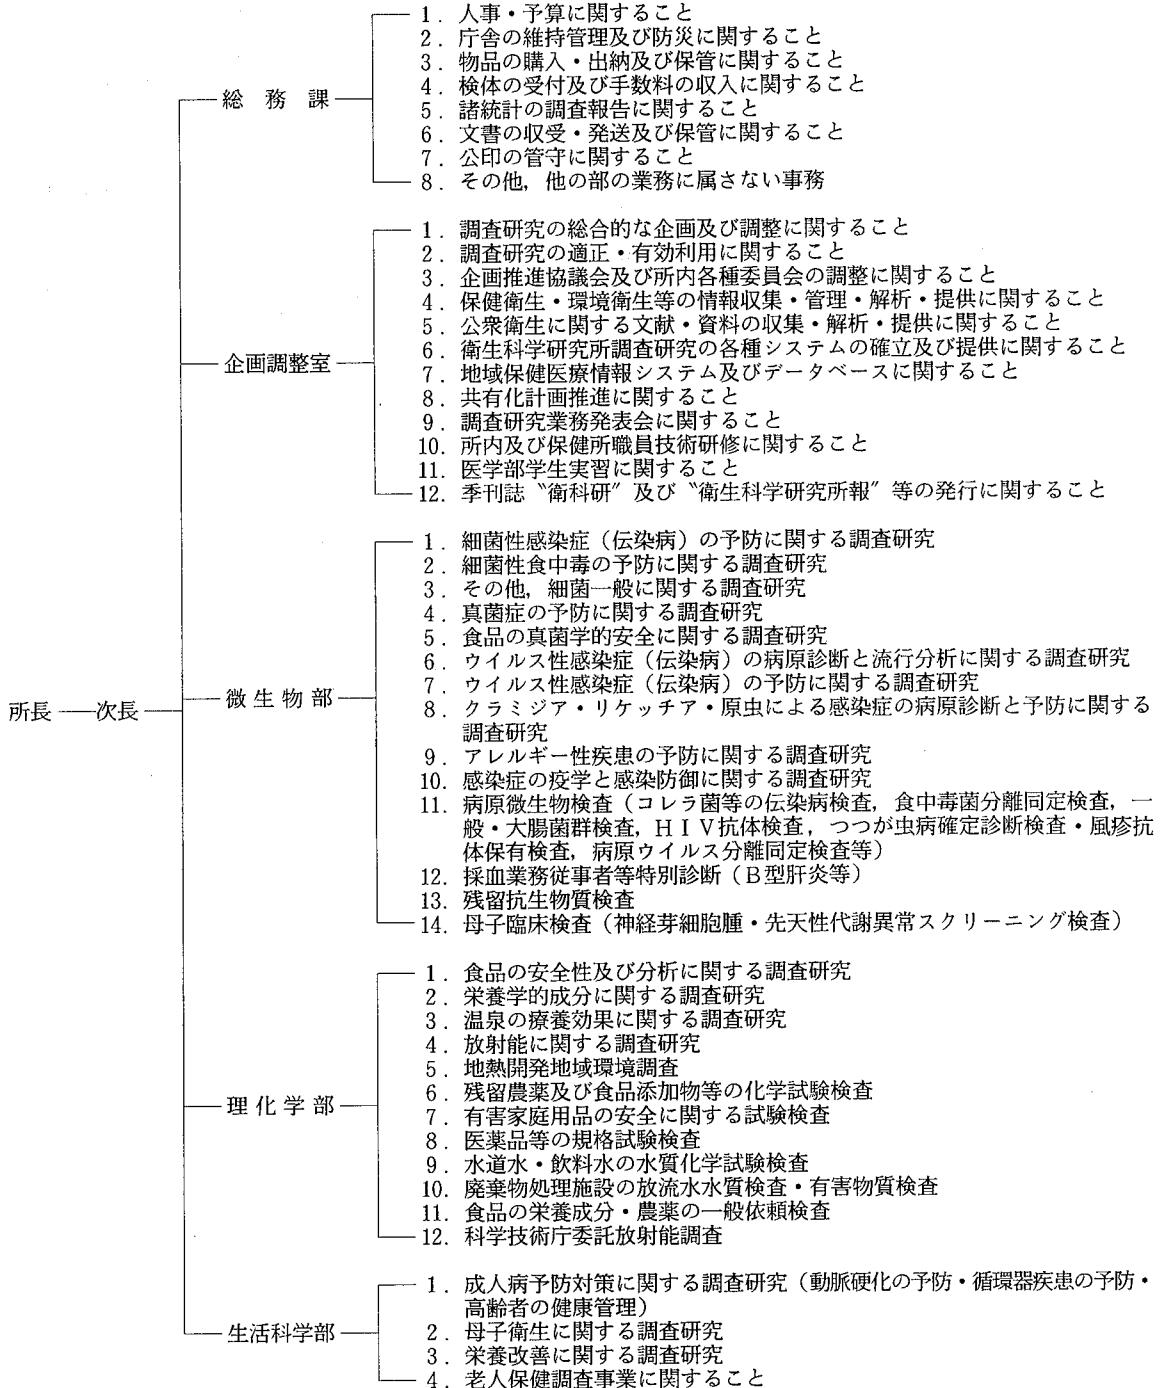 1. 人事・予算に関すること
2. 庁舎の維持管理及び防災に関すること
3. 物品の購入・出納及び保管に関すること
4. 検体の受付及び手数料の収入に関すること
総務課
5. 諸統計の調査報告に関すること
6. 文書の収受・発送及び保管に関すること
7. 公印の管守に関すること
8. その他, 他の部の業務に属さない事務
1. 調査研究の総合的な企画及び調整に関すること
2. 調査研究の適正・有効利用に関すること
3. 企画推進協議会及び所内各種委員会の調整に関すること
4. 保健衛生・環境衛生等の情報収集・管理・解析・提供に関すること
5. 公衆衛生に関する文献・資料の収集・解析・提供に関すること
6. 衛生科学研究所調査研究の各種システムの確立及び提供に関すること
企画調整室
7. 地域保健医療情報システム及びデータベースに関すること
8. 共有化計画推進に関すること
9. 調査研究業務発表会に関すること
10. 所内及び保健所職員技術研修に関すること
11. 医学部学生実習に関すること
12. 季刊誌〝衛科研〟及び〝衛生科学研究所報〟等の発行に関すること
1. 細菌性感染症（伝染病）の予防に関する調査研究
2. 細菌性食中毒の予防に関する調査研究
3. その他, 細菌一般に関する調査研究
4. 真菌症の予防に関する調査研究
5. 食品の真菌学的安全に関する調査研究
6. ウイルス性感染症（伝染病）の病原診断と流行分析に関する調査研究
7. ウイルス性感染症（伝染病）の予防に関する調査研究
所長 次長 微生物部
8. クラミジア・リケッチア・原虫による感染症の病原診断と予防に関する
調査研究
9. アレルギー性疾患の予防に関する調査研究
10. 感染症の疫学と感染防御に関する調査研究
11. 病原微生物検査（コレラ菌等の伝染病検査, 食中毒菌分離同定検査, 一
般・大腸菌群検査, ＨＩＶ抗体検査, つつが虫病確定診断検査・風疹抗
体保有検査, 病原ウイルス分離同定検査等）
12. 採血業務従事者等特別診断（Ｂ型肝炎等）
13. 残留抗生物質検査
14. 母子臨床検査（神経芽細胞腫・先天性代謝異常スクリーニング検査）
1. 食品の安全性及び分析に関する調査研究
2. 栄養学的成分に関する調査研究
3. 温泉の療養効果に関する調査研究
4. 放射能に関する調査研究
5. 地熱開発地域環境調査
6. 残留農薬及び食品添加物等の化学試験検査
理化学部
7. 有害家庭用品の安全に関する試験検査
8. 医薬品等の規格試験検査
9. 水道水・飲料水の水質化学試験検査
10. 廃棄物処理施設の放流水水質検査・有害物質検査
11. 食品の栄養成分・農薬の一般依頼検査
12. 科学技術庁委託放射能調査
1. 成人病予防対策に関する調査研究（動脈硬化の予防・循環器疾患の予防・
高齢者の健康管理）
生活科学部
2. 母子衛生に関する調査研究
3. 栄養改善に関する調査研究
4. 老人保健調査事業に関すること